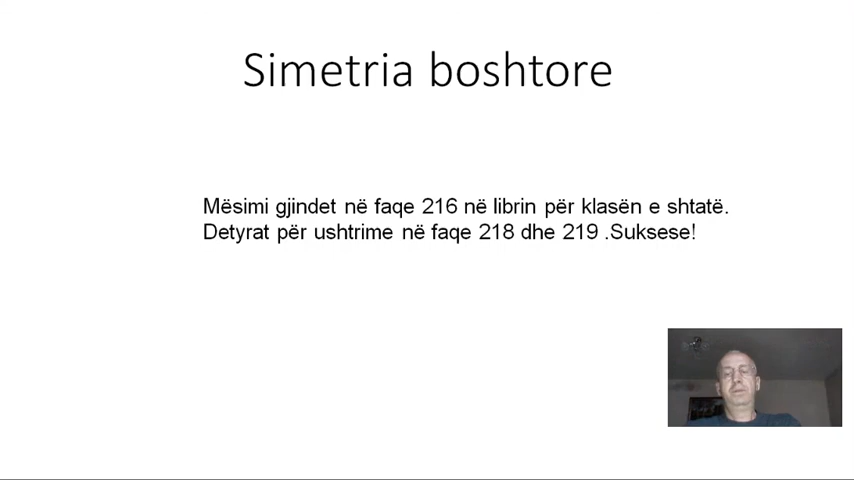 Simetria boshtore
Mësimi gjindet në faqe 216 në librin për klasën e shtatë.
Detyrat për ushtrime në faqe 218 dhe 219 .Suksese!